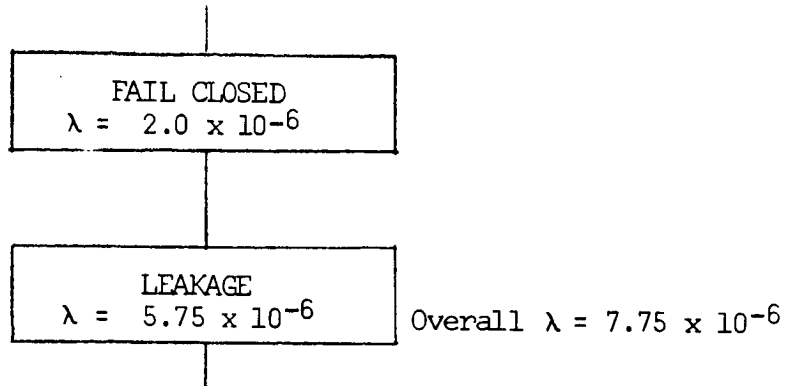 FAIL CLOSED
λ = 2.0 x 10⁻⁶
LEAKAGE
λ = 5.75 x 10⁻⁶
Overall λ = 7.75 x 10⁻⁶